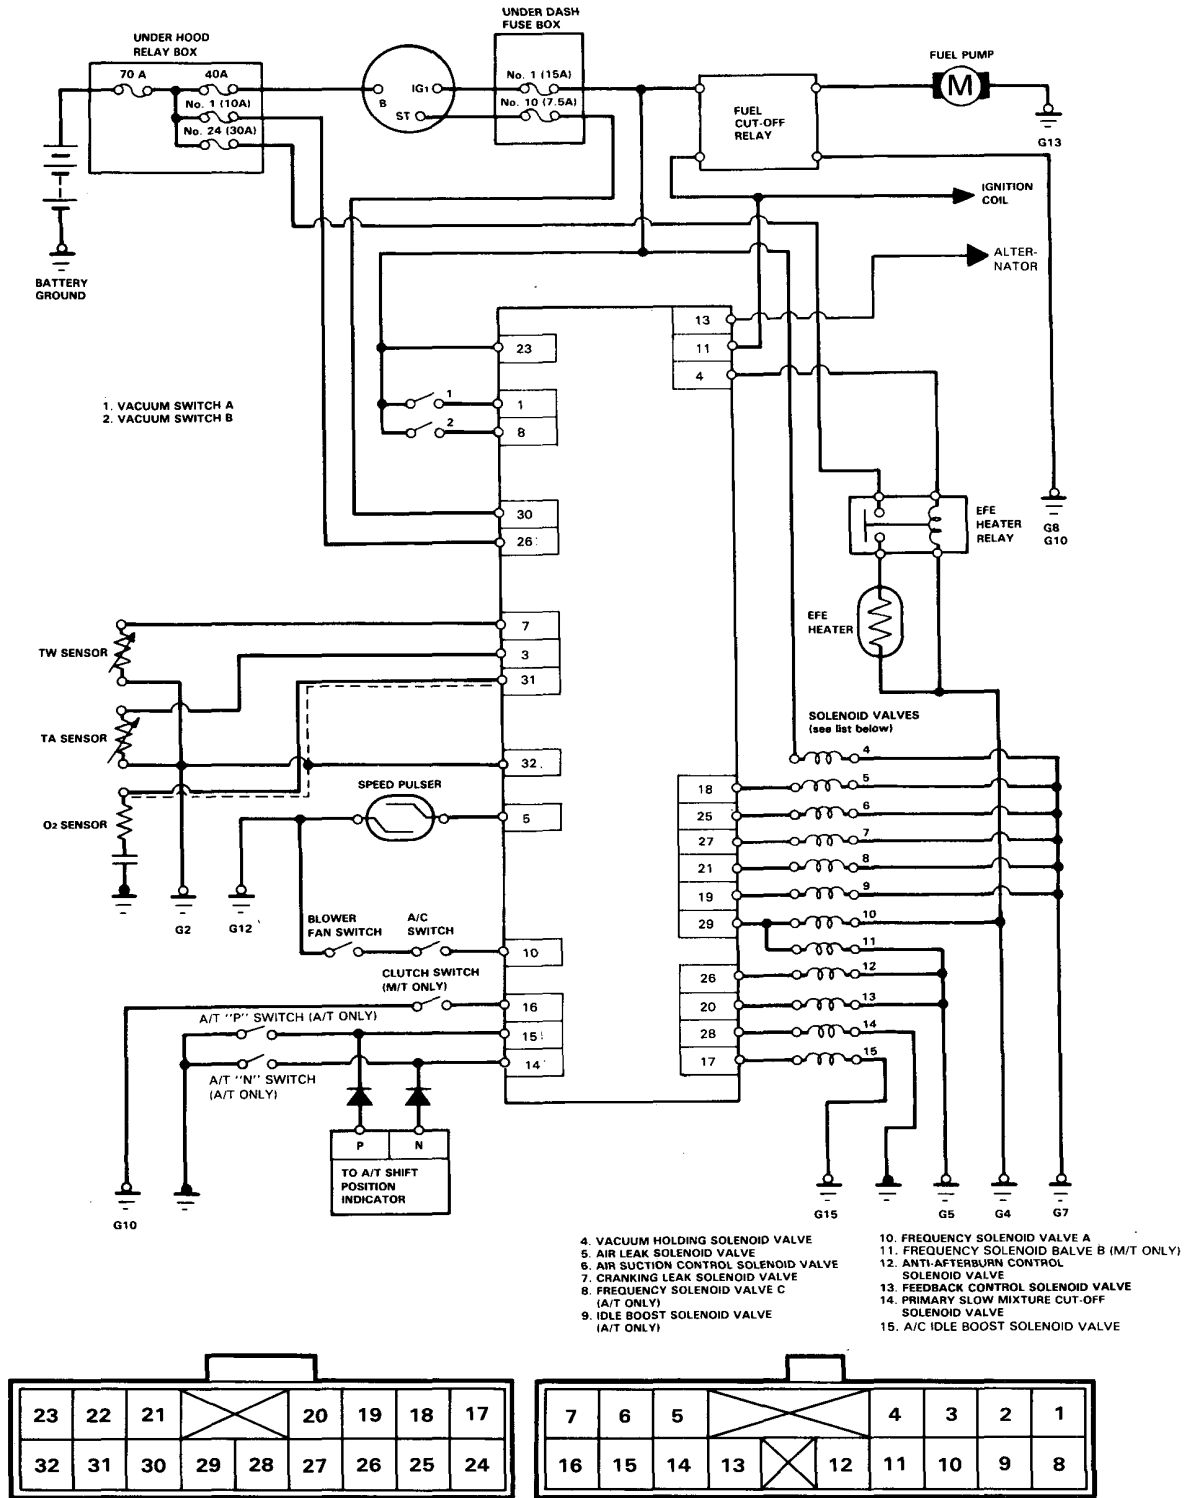 UNDER HOOD
RELAY BOX
70 A
40A
No. 1 (10A)
No. 24 (30A)
B
IG1
ST
UNDER DASH
FUSE BOX
No. 1 (15A)
No. 10 (7.5A)
FUEL
CUT-OFF
RELAY
FUEL PUMP
M
G13
IGNITION
COIL
ALTER-
NATOR
BATTERY
GROUND
1. VACUUM SWITCH A
2. VACUUM SWITCH B
1
2
23
1
8
30
26
13
11
4
G8
G10
EFE
HEATER
RELAY
EFE
HEATER
TW SENSOR
TA SENSOR
O2 SENSOR
7
3
31
32
5
SPEED PULSER
G2
G12
BLOWER
FAN SWITCH
A/C
SWITCH
10
CLUTCH SWITCH
(M/T ONLY)
16
A/T "P" SWITCH (A/T ONLY)
15
14
A/T "N" SWITCH
(A/T ONLY)
P
N
TO A/T SHIFT
POSITION
INDICATOR
G10
SOLENOID VALVES
(see list below)
4
18
5
25
6
27
7
21
8
19
9
29
10
11
26
12
20
13
28
14
17
15
G15
G5
G4
G7
4. VACUUM HOLDING SOLENOID VALVE
5. AIR LEAK SOLENOID VALVE
6. AIR SUCTION CONTROL SOLENOID VALVE
7. CRANKING LEAK SOLENOID VALVE
8. FREQUENCY SOLENOID VALVE C
(A/T ONLY)
9. IDLE BOOST SOLENOID VALVE
(A/T ONLY)
10. FREQUENCY SOLENOID VALVE A
11. FREQUENCY SOLENOID BALVE B (M/T ONLY)
12. ANTI-AFTERBURN CONTROL
SOLENOID VALVE
13. FEEDBACK CONTROL SOLENOID VALVE
14. PRIMARY SLOW MIXTURE CUT-OFF
SOLENOID VALVE
15. A/C IDLE BOOST SOLENOID VALVE
23 22 21 20 19 18 17
32 31 30 29 28 27 26 25 24
7 6 5 4 3 2 1
16 15 14 13 12 11 10 9 8